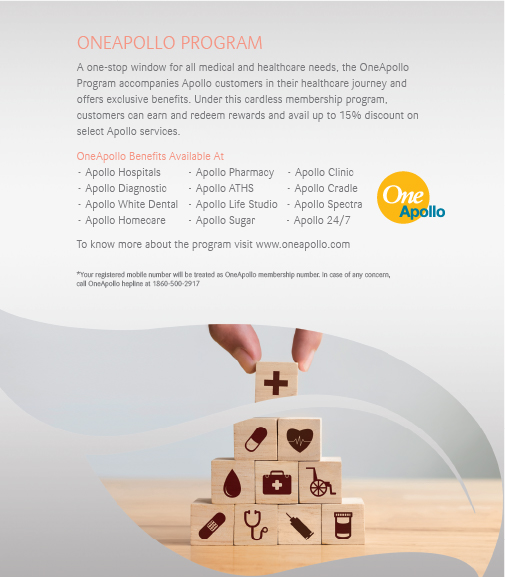 ONEAPOLLO PROGRAM
A one-stop window for all medical and healthcare needs, the OneApollo
Program accompanies Apollo customers in their healthcare journey and
offers exclusive benefits. Under this cardless membership program,
customers can earn and redeem rewards and avail up to 15% discount on
select Apollo services.
OneApollo Benefits Available At
- Apollo Hospitals - Apollo Pharmacy - Apollo Clinic
- Apollo Diagnostic - Apollo ATHS - Apollo Cradle
- Apollo White Dental - Apollo Life Studio - Apollo Spectra
- Apollo Homecare - Apollo Sugar - Apollo 24/7
One
Apollo
To know more about the program visit www.oneapollo.com
*Your registered mobile number will be treated as OneApollo membership number. In case of any concern,
call OneApollo hepline at 1860-500-2917